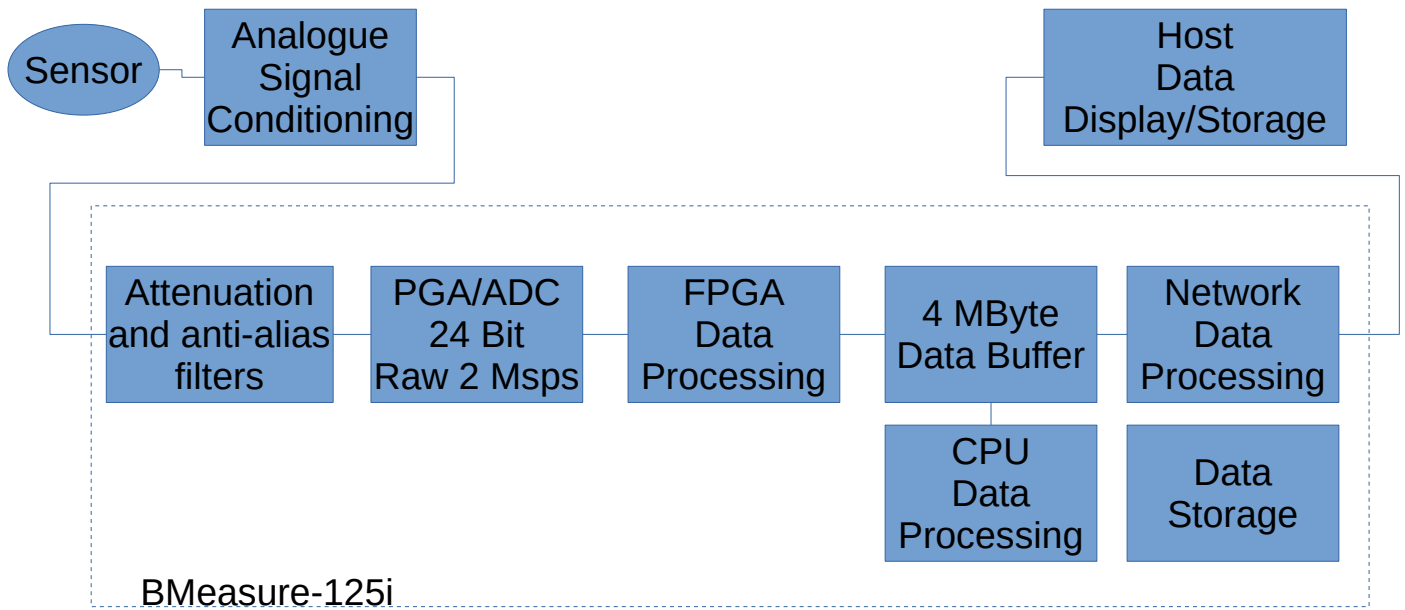 Sensor
Analogue
Signal
Conditioning
Host
Data
Display/Storage
Attenuation
and anti-alias
filters
PGA/ADC
24 Bit
Raw 2 Msps
FPGA
Data
Processing
4 MByte
Data Buffer
Network
Data
Processing
CPU
Data
Processing
Data
Storage
BMeasure-125i